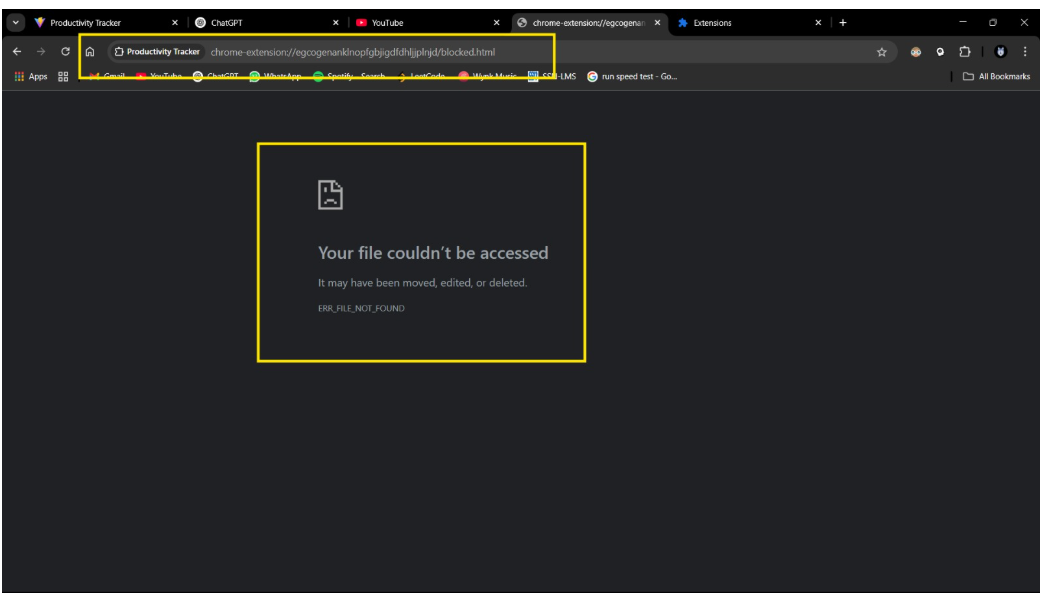 Productivity Tracker
ChatGPT
YouTube
chrome-extension://egcogenan
Extensions
Productivity Tracker chrome-extension://egcogenanklnopfgbjigdfdhljjplnjd/blocked.html
Apps Gmail YouTube ChatGPT WhatsApp Spotify - Search LeetCode Wynk Music LMS run speed test - Go... All Bookmarks
Your file couldn't be accessed
It may have been moved, edited, or deleted.
ERR_FILE_NOT_FOUND